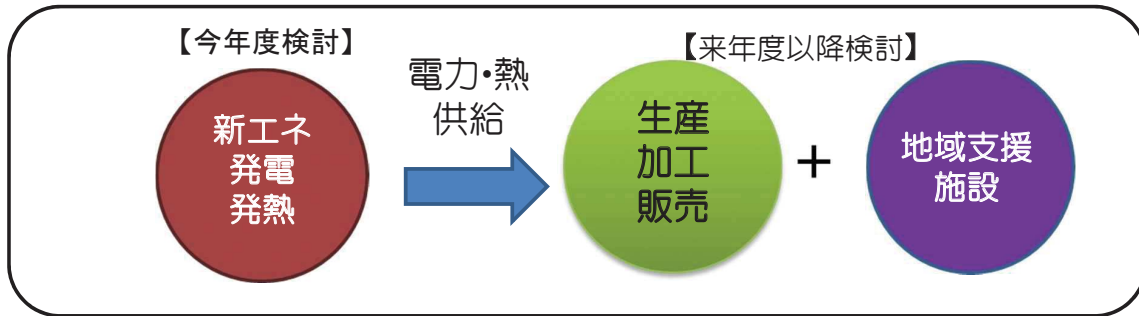 【今年度検討】
新エネ
発電
発熱
電力・熱
供給
【来年度以降検討】
生産
加工
販売
+
地域支援
施設